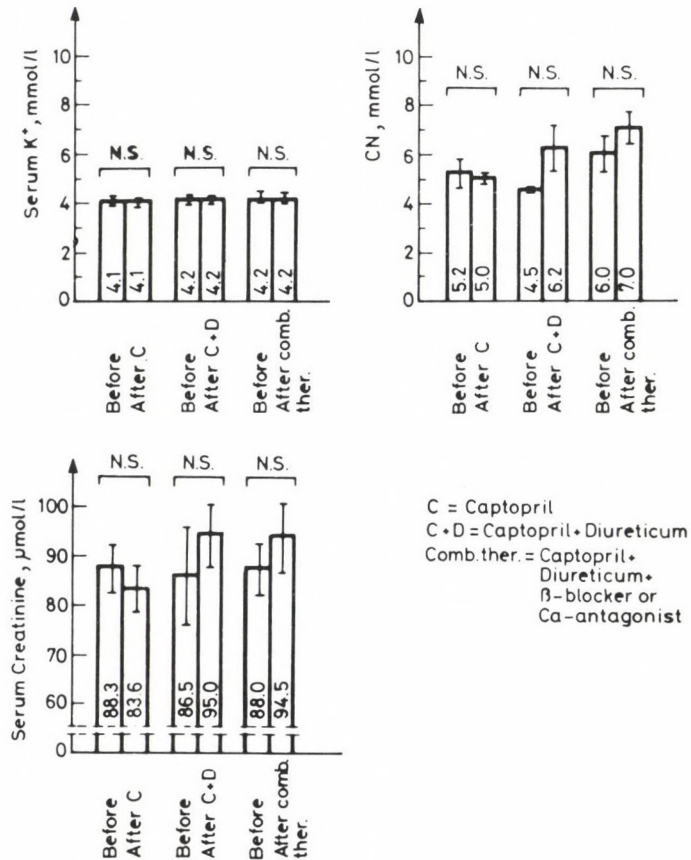 Serum K⁺, mmol/l
10
8
6
4
2
0
N.S.
N.S.
N.S.
4.1
4.1
4.2
4.2
4.2
4.2
Before
After C
Before
After C+D
Before
After comb.
ther.
CN, mmol/l
10
8
6
4
2
0
N.S.
N.S.
N.S.
5.2
5.0
4.5
6.2
6.0
7.0
Before
After C
Before
After C+D
Before
After comb.
ther.
Serum Creatinine, μmol/l
100
90
80
60
0
N.S.
N.S.
N.S.
88.3
83.6
86.5
95.0
88.0
94.5
Before
After C
Before
After C+D
Before
After comb.
ther.
C = Captopril
C+D = Captopril+Diureticum
Comb.ther. = Captopril+
Diureticum+
β-blocker or
Ca-antagonist